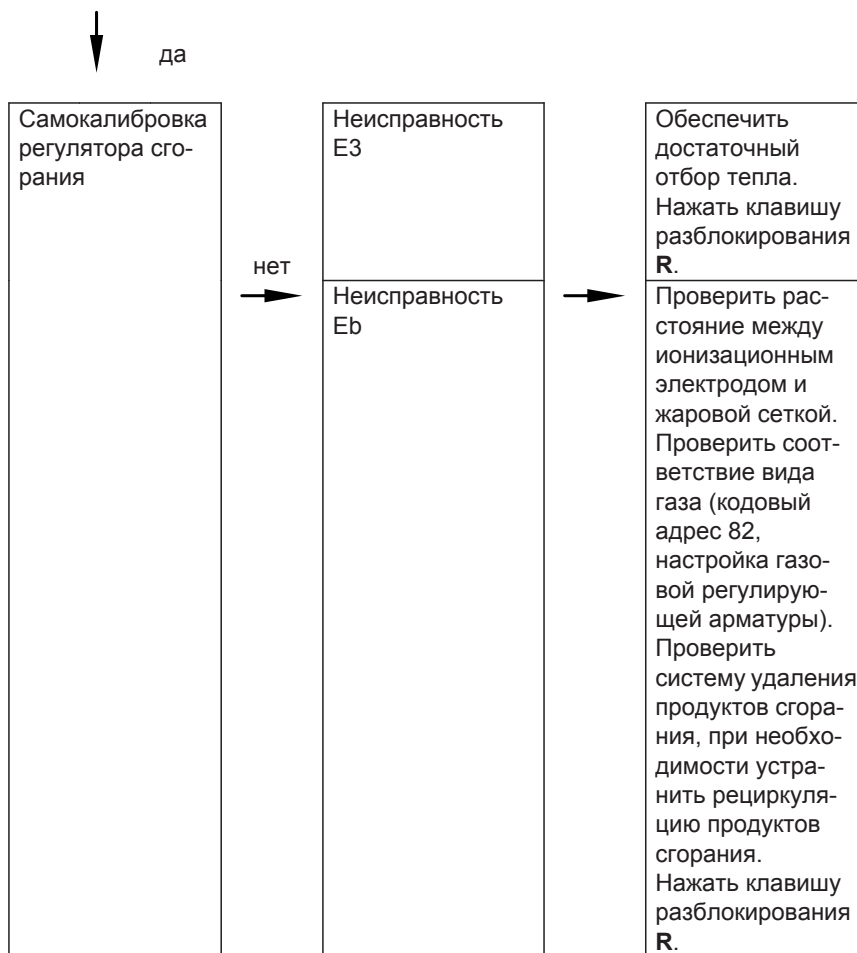 да
Самокалибровка
регулятора сго-
рания
нет
Неисправность
E3
Обеспечить
достаточный
отбор тепла.
Нажать клавишу
разблокирования
R.
Неисправность
Eb
Проверить рас-
стояние между
ионизационным
электродом и
жаровой сеткой.
Проверить соот-
ветствие вида
газа (кодовый
адрес 82,
настройка газо-
вой регулирую-
щей арматуры).
Проверить
систему удаления
продуктов сгора-
ния, при необхо-
димости устра-
нить рециркуля-
цию продуктов
сгорания.
Нажать клавишу
разблокирования
R.